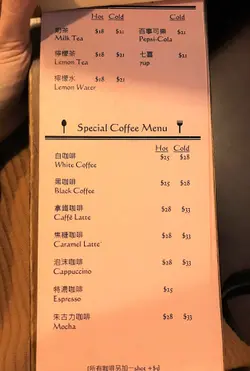 Hot Cold
奶茶 $18 $21
Milk Tea
百事可樂 $21
Pepsi-Cola
檸檬茶 $18 $21
Lemon Tea
七喜 $21
7up
檸檬水 $18 $21
Lemon Water
Special Coffee Menu
Hot Cold
白咖啡 $25 $28
White Coffee
黑咖啡 $25 $28
Black Coffee
拿鐵咖啡 $28 $33
Caffè Latte
焦糖咖啡 $28 $33
Caramel Latte
泡沫咖啡 $28 $33
Cappuccino
特濃咖啡 $25
Espresso
朱古力咖啡 $28 $33
Mocha
(所有咖啡另加一shot +$5)